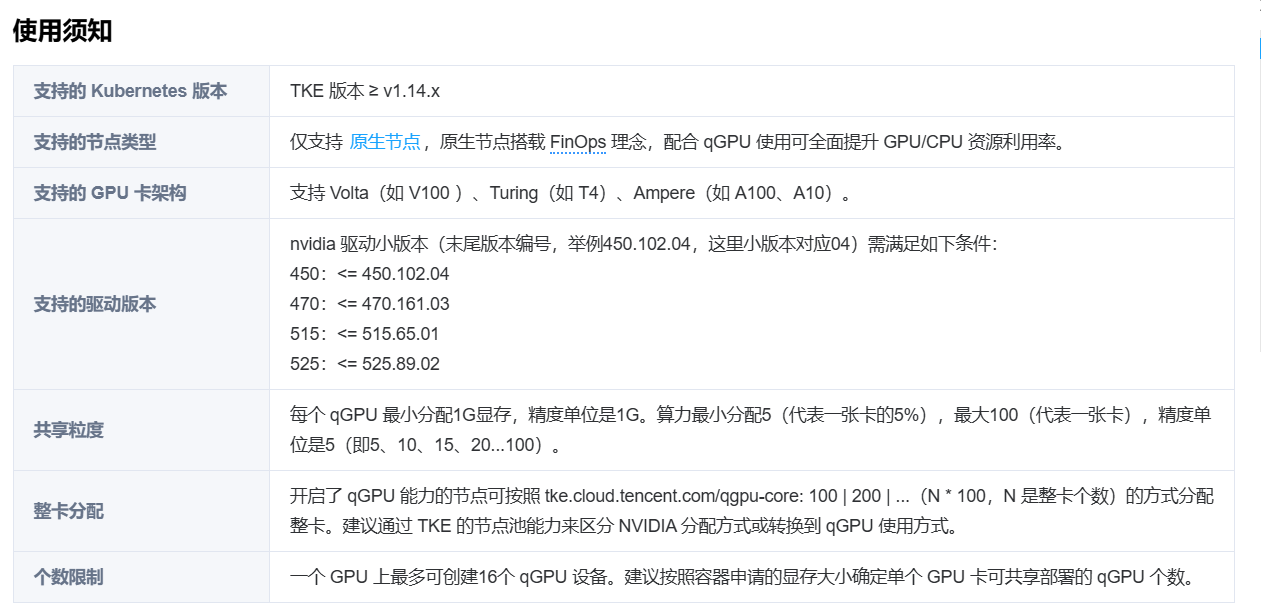 使用须知
支持的 Kubernetes 版本
TKE 版本 ≥ v1.14.x
支持的节点类型
仅支持 原生节点，原生节点搭载 FinOps 理念，配合 qGPU 使用可全面提升 GPU/CPU 资源利用率。
支持的 GPU 卡架构
支持 Volta（如 V100 ）、Turing（如 T4）、Ampere（如 A100、A10）。
支持的驱动版本
nvidia 驱动小版本（末尾版本编号，举例450.102.04，这里小版本对应04）需满足如下条件：
450：<= 450.102.04
470：<= 470.161.03
515：<= 515.65.01
525：<= 525.89.02
共享粒度
每个 qGPU 最小分配1G显存，精度单位是1G。算力最小分配5（代表一张卡的5%），最大100（代表一张卡），精度单
位是5（即5、10、15、20...100）。
整卡分配
开启了 qGPU 能力的节点可按照 tke.cloud.tencent.com/qgpu-core: 100 | 200 | ...（N * 100，N 是整卡个数）的方式分配
整卡。建议通过 TKE 的节点池能力来区分 NVIDIA 分配方式或转换到 qGPU 使用方式。
个数限制
一个 GPU 上最多可创建16个 qGPU 设备。建议按照容器申请的显存大小确定单个 GPU 卡可共享部署的 qGPU 个数。